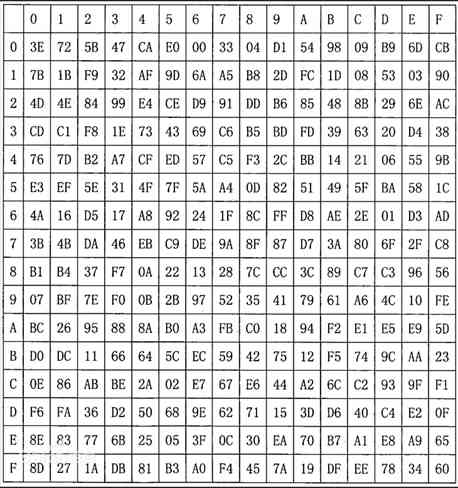 0 1 2 3 4 5 6 7 8 9 A B C D E F
0 3E 72 5B 47 CA E0 00 33 04 D1 54 98 09 B9 6D CB
1 7B 1B F9 32 AF 9D 6A A5 B8 2D FC 1D 08 53 03 90
2 4D 4E 84 99 E4 CE D9 91 DD B6 85 48 8B 29 6E AC
3 CD C1 F8 1E 73 43 69 C6 B5 BD FD 39 63 20 D4 38
4 76 7D B2 A7 CF ED 57 C5 F3 2C BB 14 21 06 55 9B
5 E3 EF 5E 31 4F 7F 5A A4 0D 82 51 49 5F BA 58 1C
6 4A 16 D5 17 A8 92 24 1F 8C FF D8 AE 2E 01 D3 AD
7 3B 4B DA 46 EB C9 DE 9A 8F 87 D7 3A 80 6F 2F C8
8 B1 B4 37 F7 0A 22 13 28 7C CC 3C 89 C7 C3 96 56
9 07 BF 7E F0 0B 2B 97 52 35 41 79 61 A6 4C 10 FE
A BC 26 95 88 8A B0 A3 FB C0 18 94 F2 E1 E5 E9 5D
B D0 DC 11 66 64 5C EC 59 42 75 12 F5 74 9C AA 23
C 0E 86 AB BE 2A 02 E7 67 E6 44 A2 6C C2 93 9F F1
D F6 FA 36 D2 50 68 9E 62 71 15 3D D6 40 C4 E2 0F
E 8E 83 77 6B 25 05 3F 0C 30 EA 70 B7 A1 E8 A9 65
F 8D 27 1A DB 81 B3 A0 F4 45 7A 19 DF EE 78 34 60